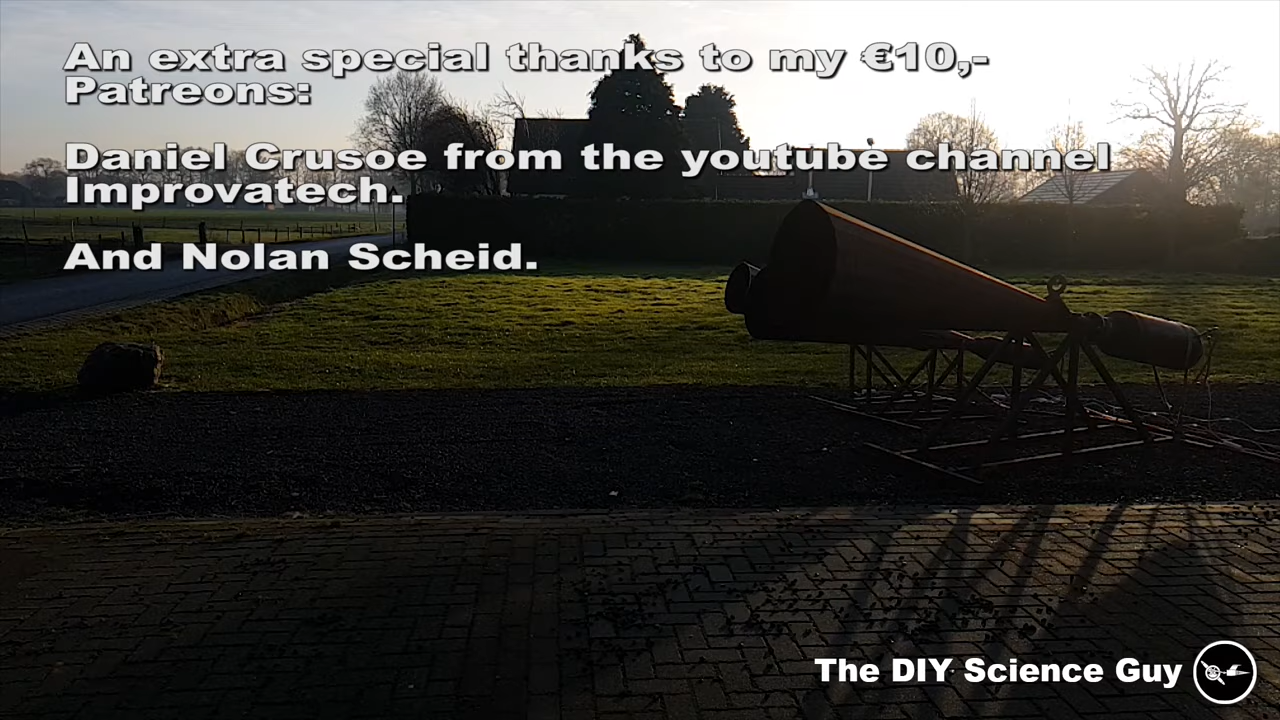 An extra special thanks to my €10,-
Patreons:
Daniel Crusoe from the youtube channel
Improvatech.
And Nolan Scheid.
The DIY Science Guy